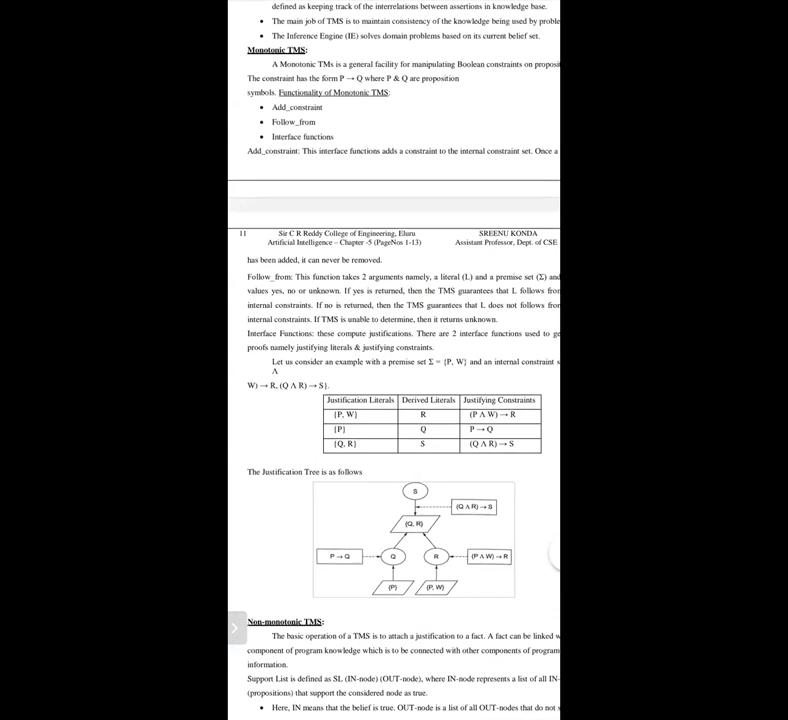 defined as keeping track of the interrelations between assertions in knowledge base.
• The main job of TMS is to maintain consistency of the knowledge being used by proble
• The Inference Engine (IE) solves domain problems based on its current belief set.
Monotonic TMS:
A Monotonic TMs is a general facility for manipulating Boolean constraints on proposit
The constraint has the form P → Q where P & Q are proposition
symbols. Functionality of Monotonic TMS:
• Add_constraint
• Follow_from
• Interface functions
Add_constraint: This interface functions adds a constraint to the internal constraint set. Once a
11 Sir C R Reddy College of Engineering, Eluru SREENU KONDA
Artificial Intelligence – Chapter -5 (PageNos 1-13) Assistant Professor, Dept. of CSE
has been added, it can never be removed.
Follow_from: This function takes 2 arguments namely, a literal (L) and a premise set (Σ) and
values yes, no or unknown. If yes is returned, then the TMS guarantees that L follows from
internal constraints. If no is returned, then the TMS guarantees that L does not follows from
internal constraints. If TMS is unable to determine, then it returns unknown.
Interface Functions: these compute justifications. There are 2 interface functions used to ge
proofs namely justifying literals & justifying constraints.
Let us consider an example with a premise set Σ = {P, W} and an internal constraint s
Λ
W) → R, (Q Λ R) → S}.
Justification Literals Derived Literals Justifying Constraints
{P, W} R (P Λ W) → R
{P} Q P → Q
{Q, R} S (Q Λ R) → S
The Justification Tree is as follows
S
(Q Λ R) → S
{Q, R}
P → Q Q R (P Λ W) → R
{P} {P, W}
Non-monotonic TMS:
The basic operation of a TMS is to attach a justification to a fact. A fact can be linked w
component of program knowledge which is to be connected with other components of program
information.
Support List is defined as SL (IN-node) (OUT-node), where IN-node represents a list of all IN-
(propositions) that support the considered node as true.
• Here, IN means that the belief is true. OUT-node is a list of all OUT-nodes that do not s